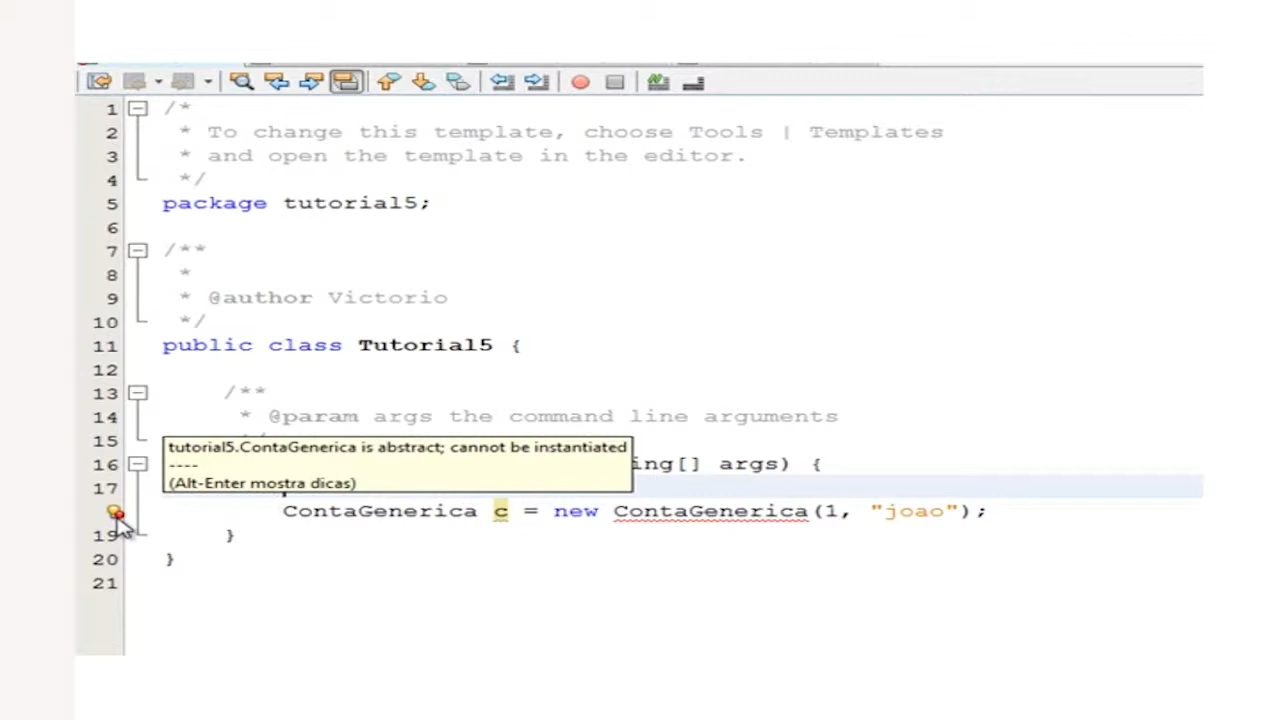 1 /*
2 * To change this template, choose Tools | Templates
3 * and open the template in the editor.
4 */
5 package tutorial5;
6
7 /**
8 *
9 * @author Victorio
10 */
11 public class Tutorial5 {
12
13 /**
14 * @param args the command line arguments
15
tutorial5.ContaGenerica is abstract; cannot be instantiated
----
(Alt-Enter mostra dicas)
16 ing[] args) {
17
ContaGenerica c = new ContaGenerica(1, "joao");
19 }
20 }
21